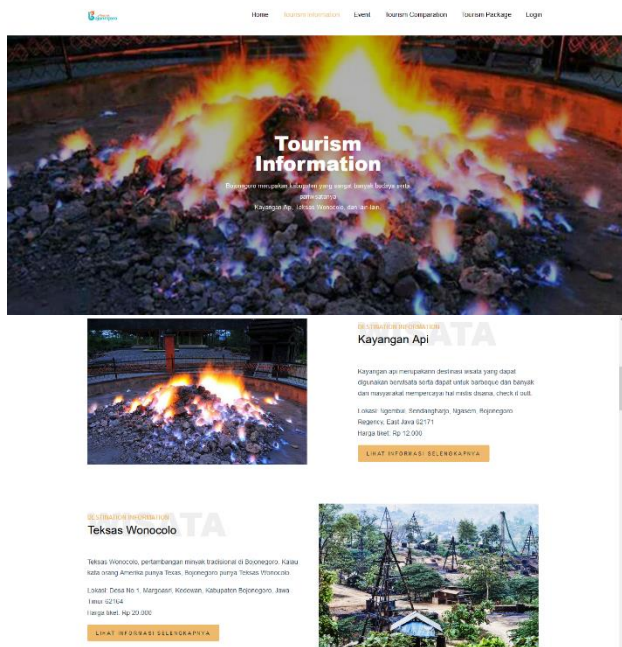 Bojonegoro
Home Tourism Information Event Tourism Comparation Tourism Package Login
Tourism
Information
Bojonegoro merupakan kabupaten yang sangat banyak budaya serta
pariwisatanya
Kayangan Api, Teksas Wonocolo, dan lain-lain.
WISATA
DESTINATION INFORMATION
Kayangan Api
Kayangan api merupakann destinasi wisata yang dapat
digunakan berwisata serta dapat untuk barbeque dan banyak
dari masyarakat mempercayai hal mistis disana, check it out!.
Lokasi: Ngembul, Sendangharjo, Ngasem, Bojonegoro
Regency, East Java 62171
Harga tiket: Rp 12.000
LIHAT INFORMASI SELENGKAPNYA
WISATA
DESTINATION INFORMATION
Teksas Wonocolo
Teksas Wonocolo, pertambangan minyak tradisional di Bojonegoro. Kalau
kata orang Amerika punya Texas, Bojonegoro punya Teksas Wonocolo
Lokasi: Desa No.1, Margoasri, Kedewan, Kabupaten Bojonegoro, Jawa
Timur 62164
Harga tiket: Rp 20.000
LIHAT INFORMASI SELENGKAPNYA